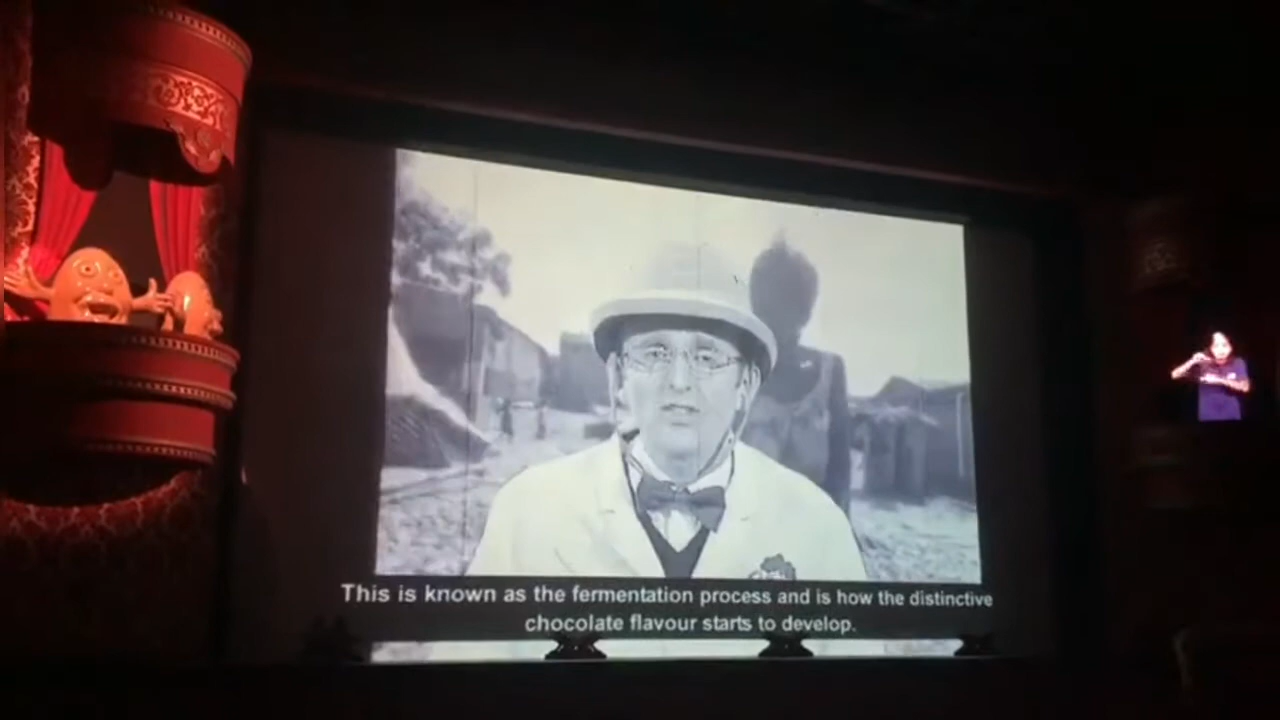 This is known as the fermentation process and is how the distinctive
chocolate flavour starts to develop.